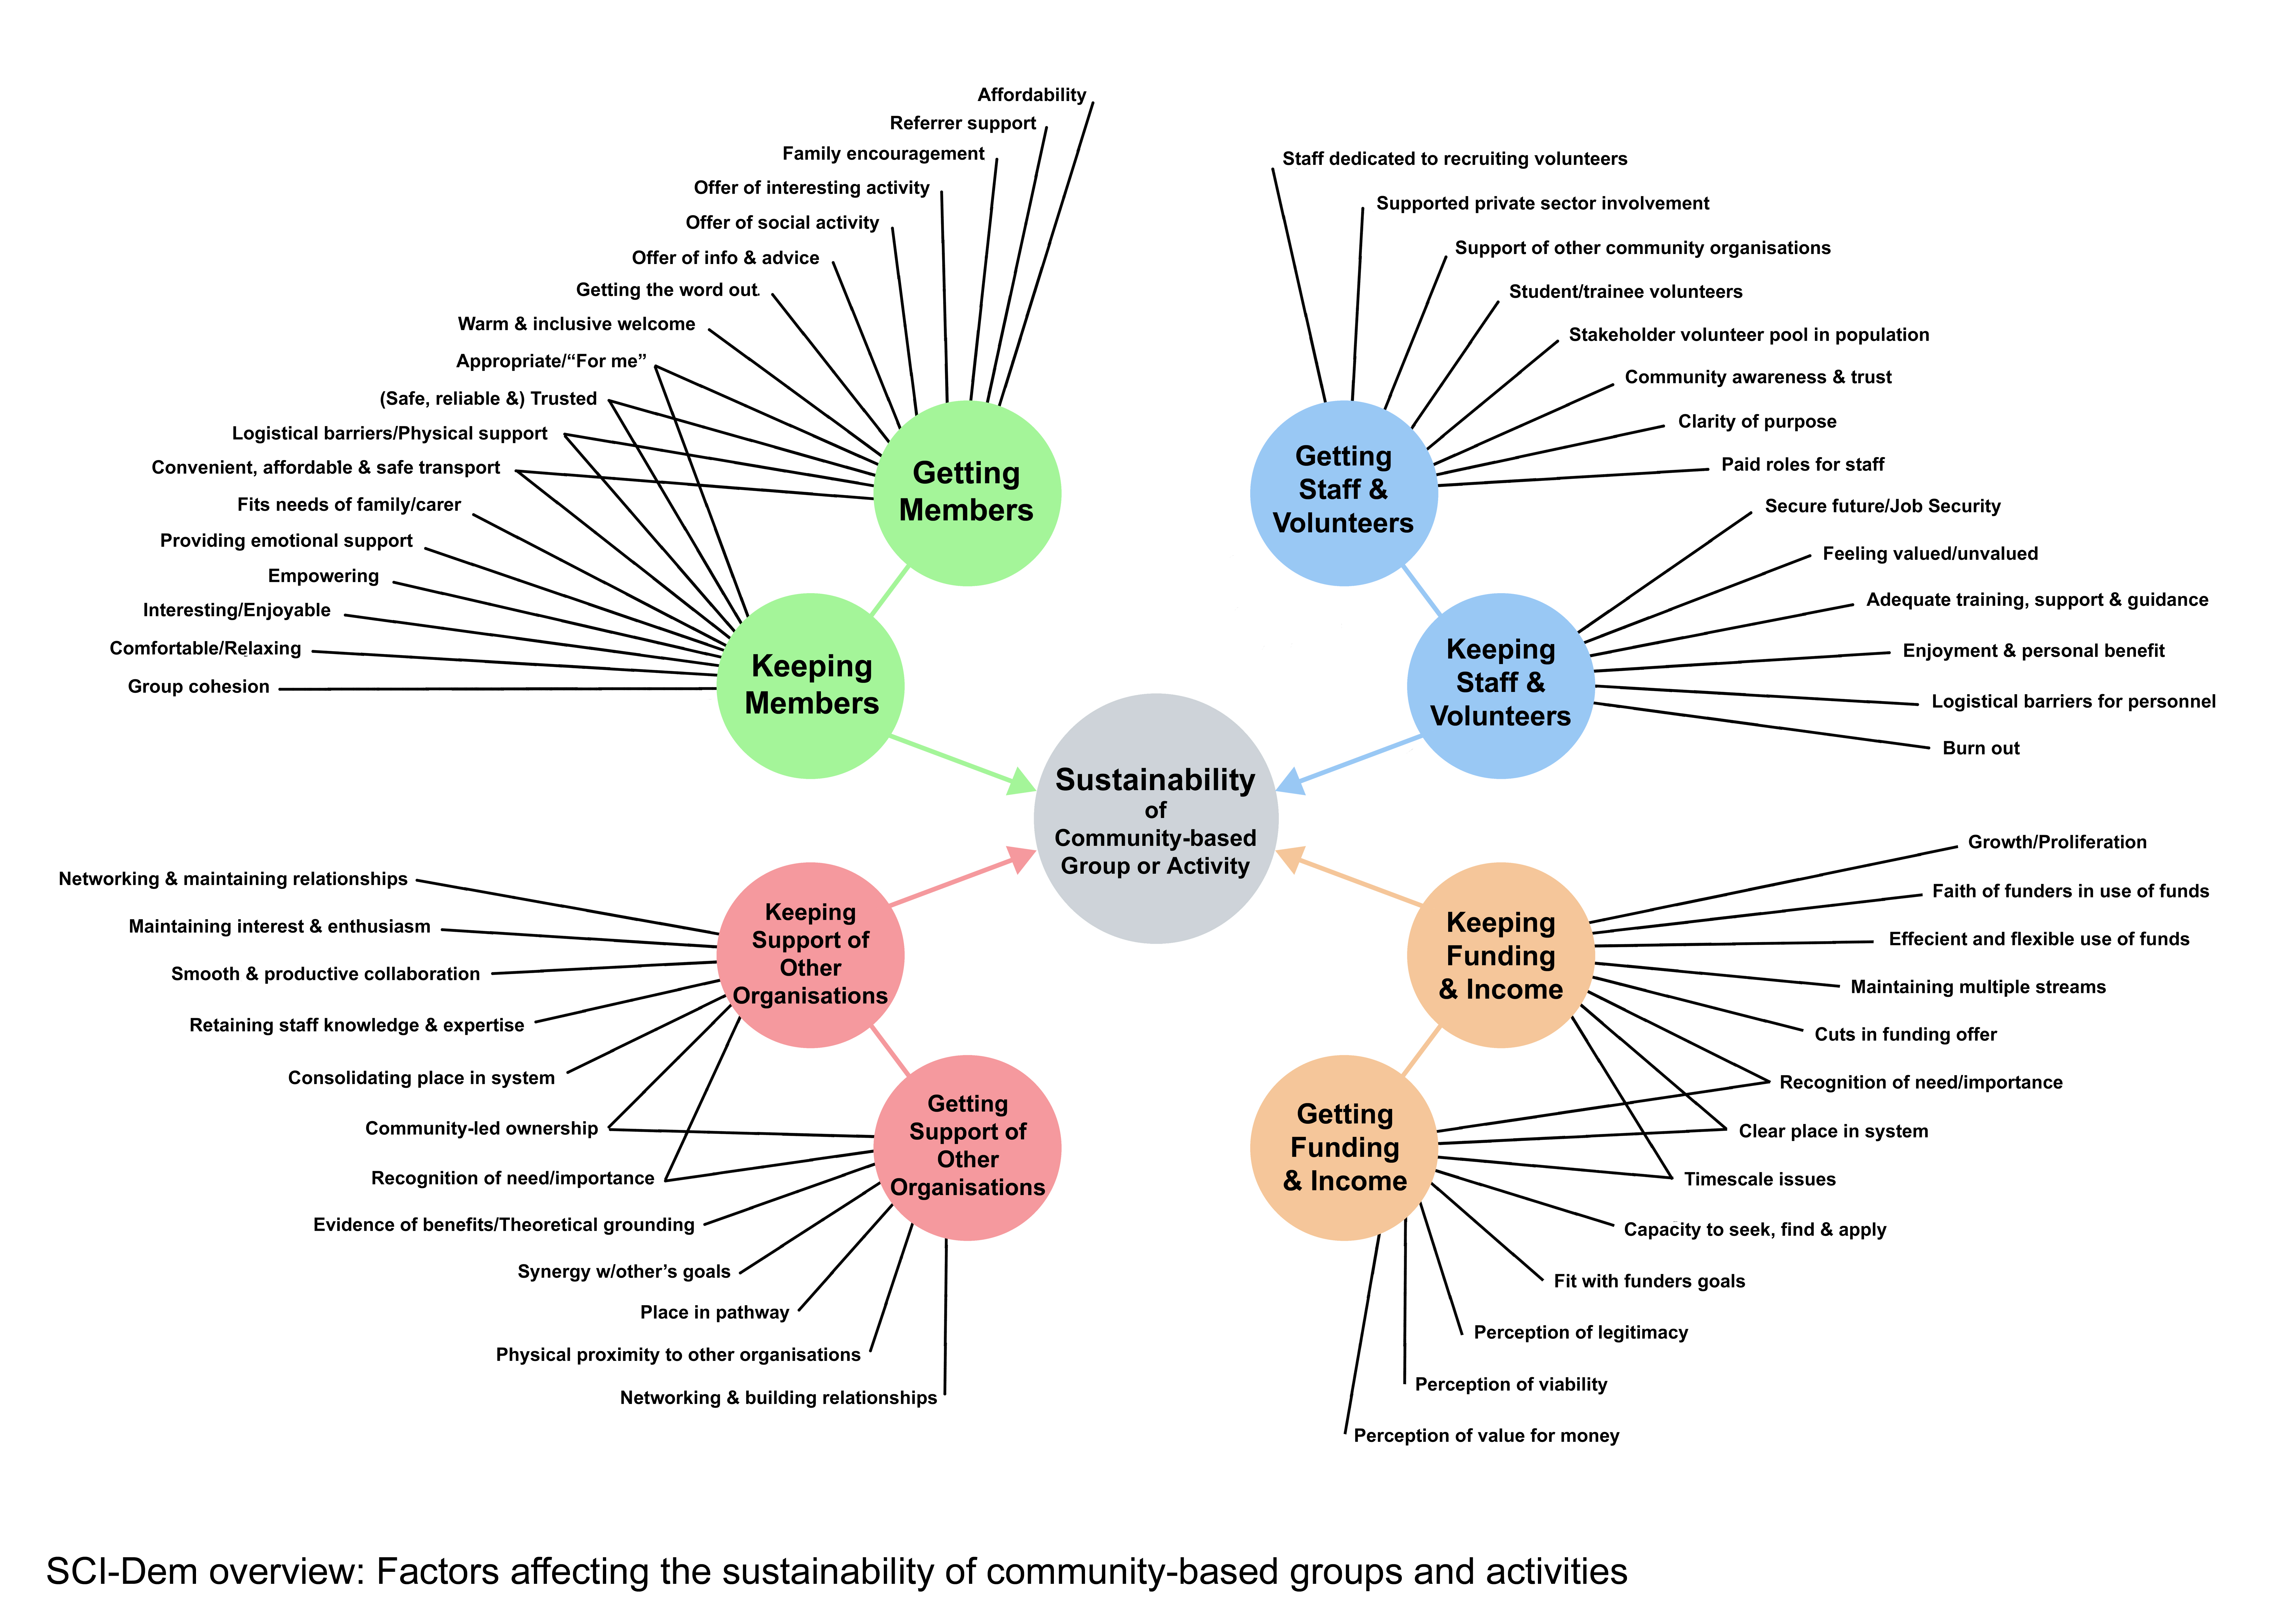 Affordability
Referrer support
Family encouragement
Offer of interesting activity
Offer of social activity
Offer of info & advice
Getting the word out
Warm & inclusive welcome
Appropriate/“For me”
(Safe, reliable &) Trusted
Logistical barriers/Physical support
Convenient, affordable & safe transport
Fits needs of family/carer
Providing emotional support
Empowering
Interesting/Enjoyable
Comfortable/Relaxing
Group cohesion
Getting
Members
Keeping
Members
Staff dedicated to recruiting volunteers
Supported private sector involvement
Support of other community organisations
Student/trainee volunteers
Stakeholder volunteer pool in population
Community awareness & trust
Clarity of purpose
Paid roles for staff
Secure future/Job Security
Feeling valued/unvalued
Adequate training, support & guidance
Enjoyment & personal benefit
Logistical barriers for personnel
Burn out
Getting
Staff &
Volunteers
Keeping
Staff &
Volunteers
Sustainability
of
Community-based
Group or Activity
Networking & maintaining relationships
Maintaining interest & enthusiasm
Smooth & productive collaboration
Retaining staff knowledge & expertise
Consolidating place in system
Community-led ownership
Recognition of need/importance
Evidence of benefits/Theoretical grounding
Synergy w/other’s goals
Place in pathway
Physical proximity to other organisations
Networking & building relationships
Keeping
Support of
Other
Organisations
Getting
Support of
Other
Organisations
Growth/Proliferation
Faith of funders in use of funds
Effecient and flexible use of funds
Maintaining multiple streams
Cuts in funding offer
Recognition of need/importance
Clear place in system
Timescale issues
Capacity to seek, find & apply
Fit with funders goals
Perception of legitimacy
Perception of viability
Perception of value for money
Keeping
Funding
& Income
Getting
Funding
& Income
SCI-Dem overview: Factors affecting the sustainability of community-based groups and activities